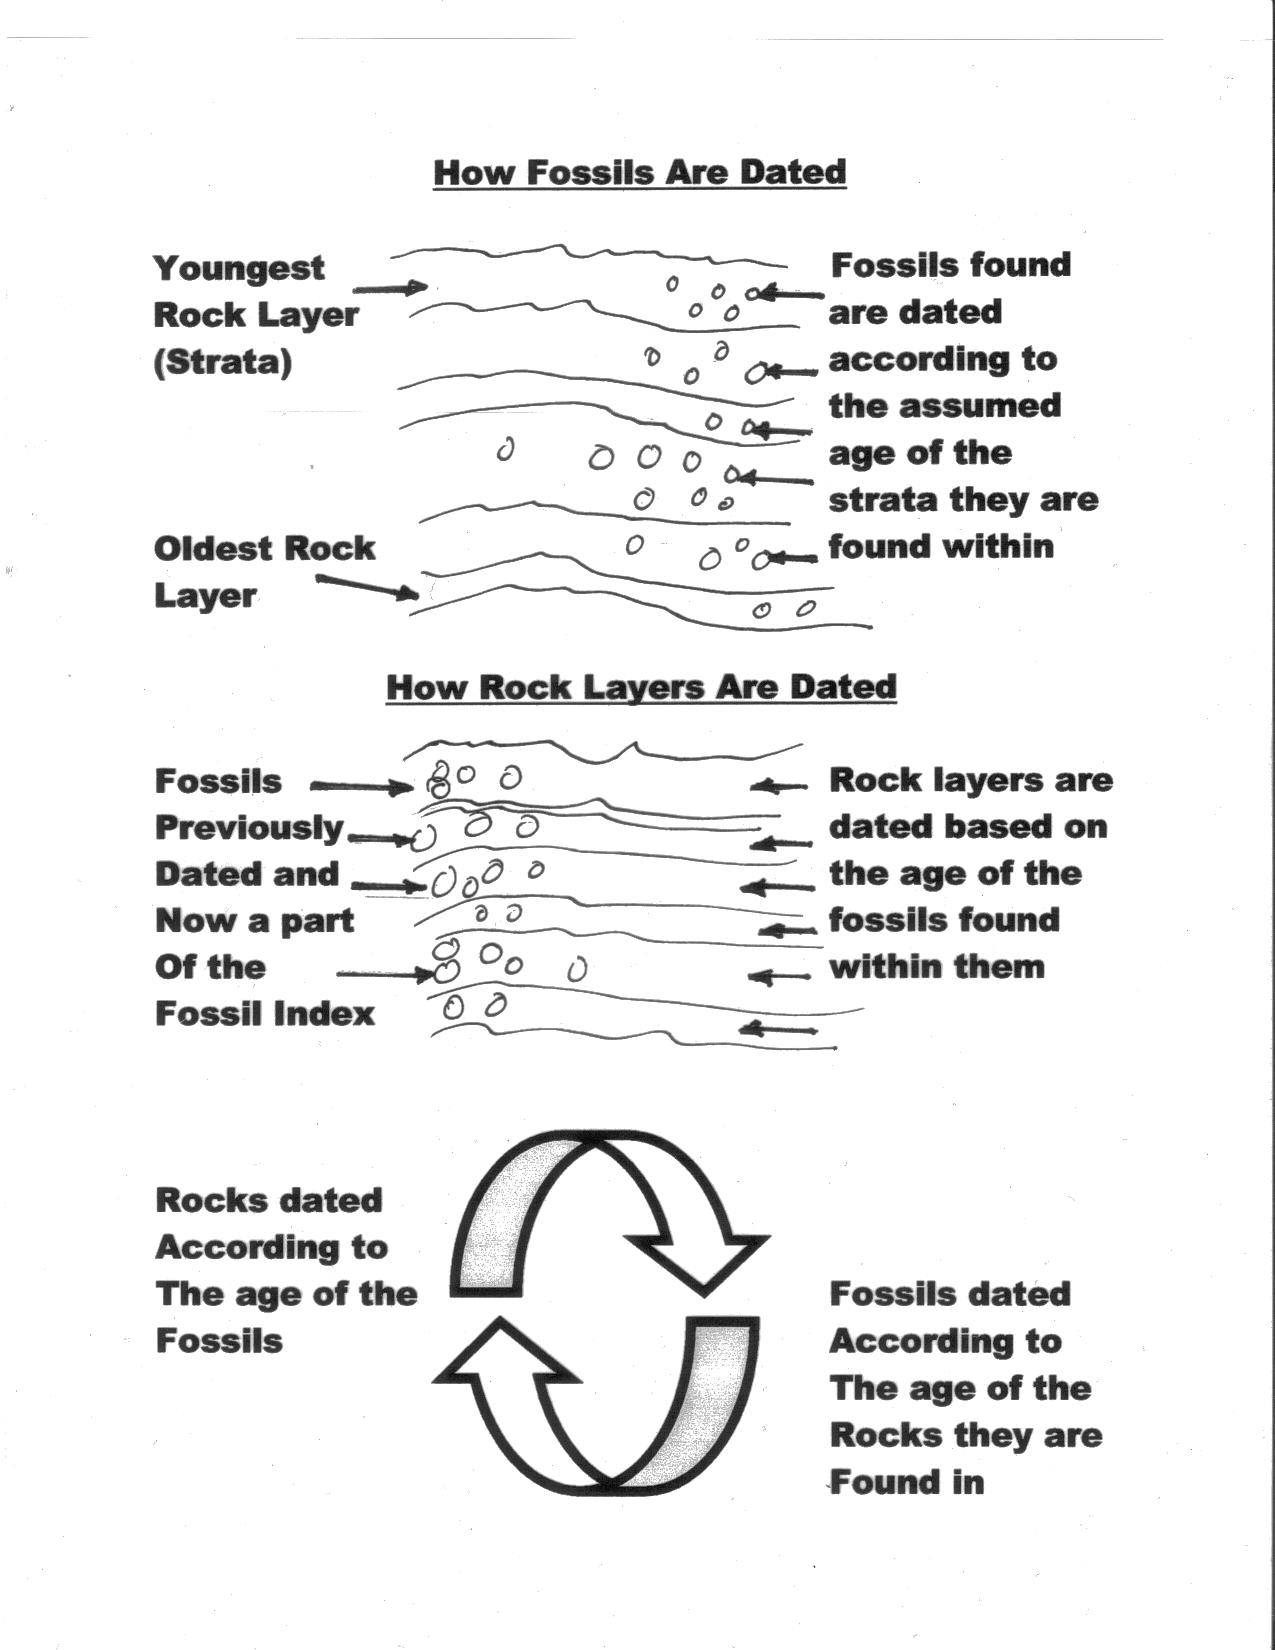 How Fossils Are Dated
Youngest
Rock Layer
(Strata)
Oldest Rock
Layer
Fossils found
are dated
according to
the assumed
age of the
strata they are
found within
How Rock Layers Are Dated
Fossils
Previously
Dated and
Now a part
Of the
Fossil Index
Rock layers are
dated based on
the age of the
fossils found
within them
Rocks dated
According to
The age of the
Fossils
Fossils dated
According to
The age of the
Rocks they are
Found in